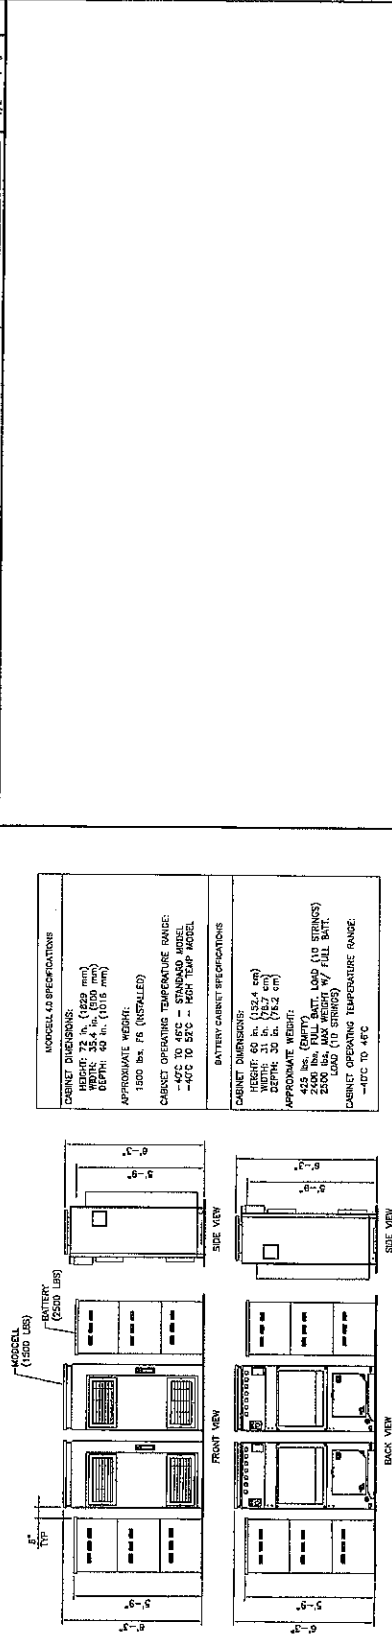 MODCELL 4.0 SPECIFICATIONS
CABINET DIMENSIONS:
HEIGHT: 72 in. (1829 mm)
WIDTH: 35.4 in. (900 mm)
DEPTH: 40 in. (1016 mm)
APPROXIMATE WEIGHT:
1500 lbs. F6 (INSTALLED)
CABINET OPERATING TEMPERATURE RANGE:
-40°C TO 46°C - STANDARD MODEL
-40°C TO 52°C - HIGH TEMP MODEL
BATTERY CABINET SPECIFICATIONS
CABINET DIMENSIONS:
HEIGHT: 60 in. (152.4 cm)
WIDTH: 31 in. (78.7 cm)
DEPTH: 30 in. (76.2 cm)
APPROXIMATE WEIGHT:
425 lbs. (EMPTY)
lbs. FULL BATT. LOAD (10 STRINGS)
2500 lbs. MAX WEIGHT W/ FULL BATT.
LOAD (10 STRINGS)
CABINET OPERATING TEMPERATURE RANGE:
-40°C TO 46°C
MODCELL
(1500 LBS)
BATTERY
(2500 LBS)
TYP
6'-3"
5'-9"
FRONT VIEW
5'-9"
6'-3"
SIDE VIEW
6'-3"
5'-9"
BACK VIEW
5'-9"
6'-3"
SIDE VIEW